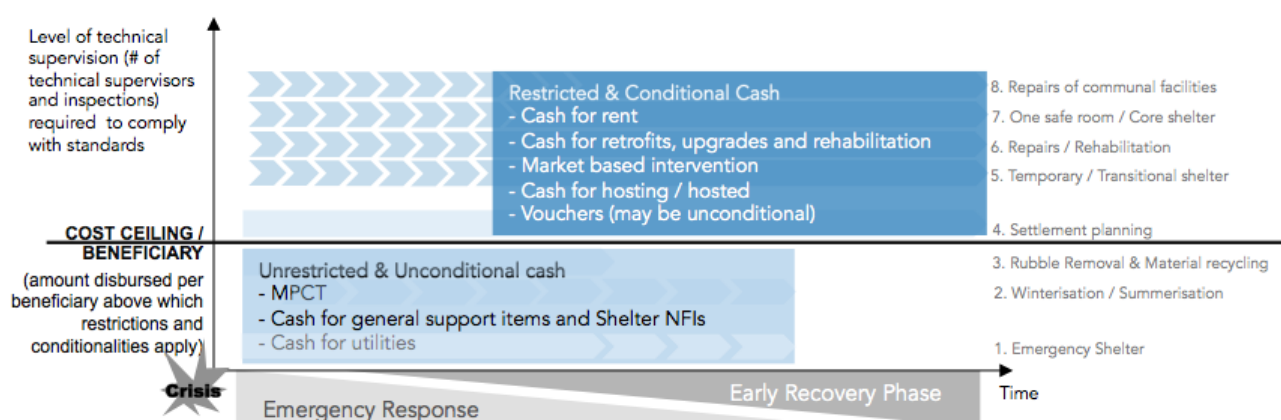 Level of technical
supervision (# of
technical supervisors
and inspections)
required to comply
with standards
COST CEILING /
BENEFICIARY
(amount disbursed per
beneficiary above which
restrictions and
conditionalities apply)
Crisis
Restricted & Conditional Cash
- Cash for rent
- Cash for retrofits, upgrades and rehabilitation
- Market based intervention
- Cash for hosting / hosted
- Vouchers (may be unconditional)
Unrestricted & Unconditional cash
- MPCT
- Cash for general support items and Shelter NFIs
- Cash for utilities
8. Repairs of communal facilities
7. One safe room / Core shelter
6. Repairs / Rehabilitation
5. Temporary / Transitional shelter
4. Settlement planning
3. Rubble Removal & Material recycling
2. Winterisation / Summerisation
1. Emergency Shelter
Early Recovery Phase
Time
Emergency Response